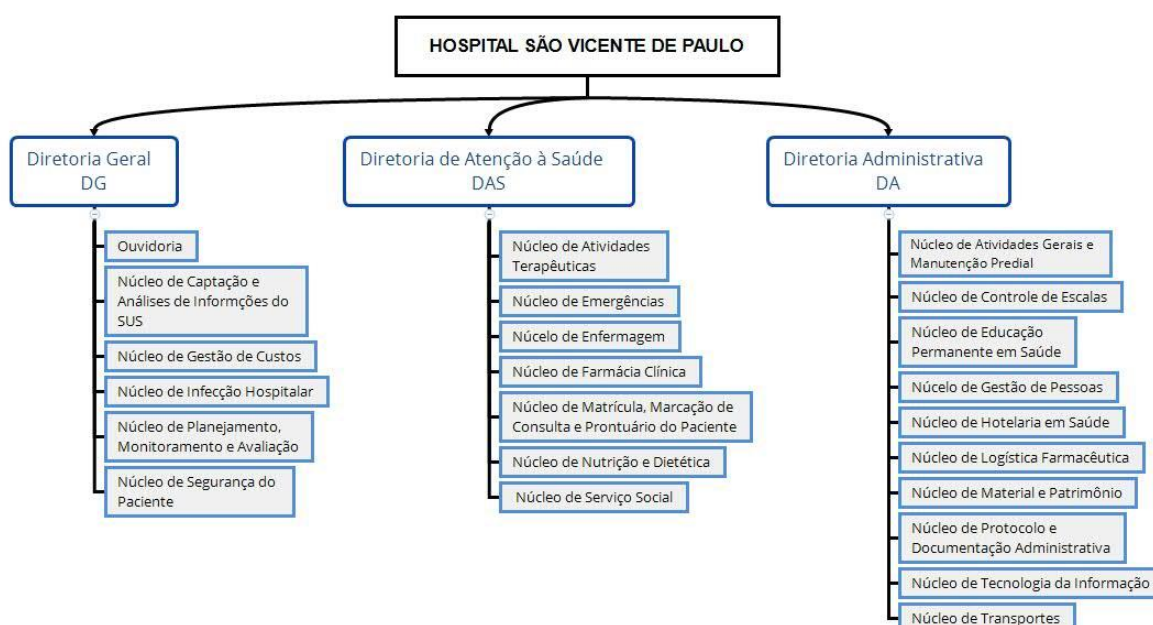 HOSPITAL SÃO VICENTE DE PAULO
Diretoria Geral
DG
Ouvidoria
Núcleo de Captação e
Análises de Informções do
SUS
Núcleo de Gestão de Custos
Núcleo de Infecção Hospitalar
Núcleo de Planejamento,
Monitoramento e Avaliação
Núcleo de Segurança do
Paciente
Diretoria de Atenção à Saúde
DAS
Núcleo de Atividades
Terapêuticas
Núcleo de Emergências
Núcelo de Enfermagem
Núcleo de Farmácia Clínica
Núcleo de Matrícula, Marcação de
Consulta e Prontuário do Paciente
Núcleo de Nutrição e Dietética
Núcleo de Serviço Social
Diretoria Administrativa
DA
Núcleo de Atividades Gerais e
Manutenção Predial
Núcleo de Controle de Escalas
Núcleo de Educação
Permanente em Saúde
Núcelo de Gestão de Pessoas
Núcleo de Hotelaria em Saúde
Núcleo de Logística Farmacêutica
Núcleo de Material e Patrimônio
Núcleo de Protocolo e
Documentação Administrativa
Núcleo de Tecnologia da Informação
Núcleo de Transportes